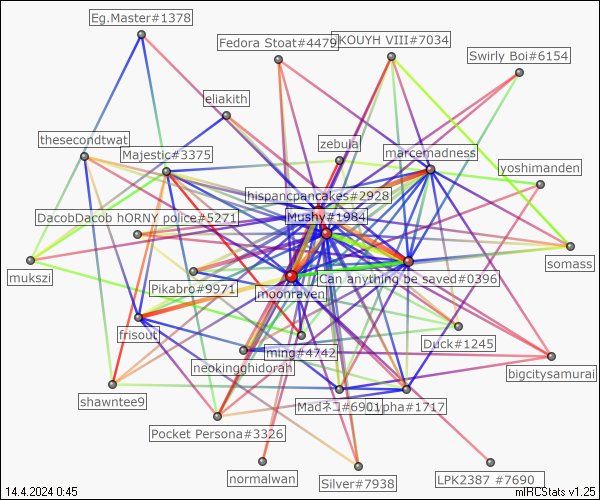 Eg.Master#1378
Fedora Stoat#4479
KOUYH VIII#7034
Swirly Boi#6154
eliakith
thesecondtwat
zebula
Majestic#3375
marcemadness
yoshimanden
hispancpancakes#2928
DacobDacob hORNY police#5271
Mushy#1984
mukszi
somass
Can anything be saved#0396
Pikabro#9971
moonraven
frisout
Duck#1245
ming#4742
neokingghidorah
bigcitysamurai
shawntee9
Madネコ#6901
ypha#1717
Pocket Persona#3326
normalwan
Silver#7938
LPK2387 #7690
14.4.2024 0:45
mIRCStats v1.25